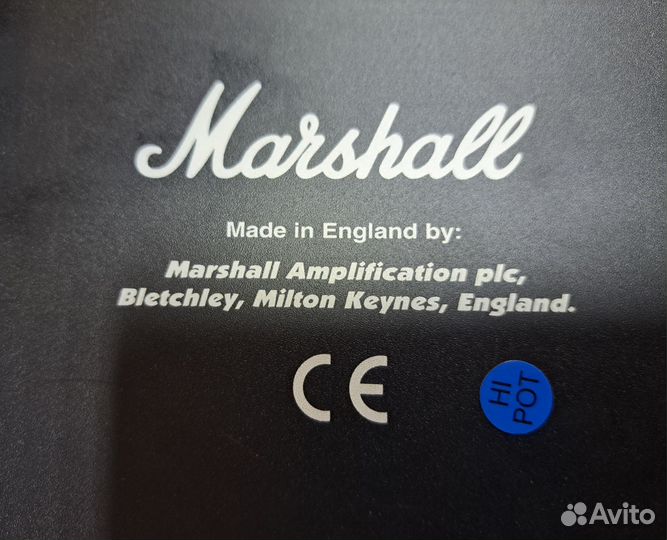 Marshall
Made in England by:
Marshall Amplification plc,
Bletchley, Milton Keynes, England.
CE
HI
POT
Avito